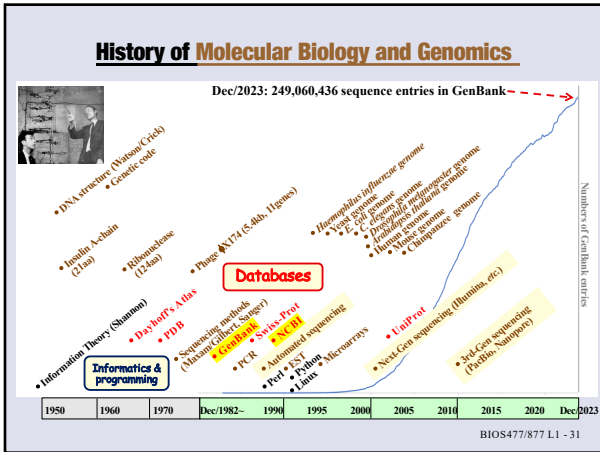 History of Molecular Biology and Genomics
Dec/2023: 249,060,436 sequence entries in GenBank
DNA structure (Watson/Crick)
Genetic code
Insulin A-chain
(21aa)
Ribonuclease
(124aa)
Phage ΦX174 (5.4kb, 11genes)
Haemophilus influenzae genome
Yeast genome
E. coli genome
C. elegans genome
Drosophila melanogaster genome
Arabidopsis thaliana genome
Human genome
Mouse genome
Chimpanzee genome
Numbers of GenBank entries
Databases
Information Theory (Shannon)
Dayhoff's Atlas
PDB
Sequencing methods
(Maxam/Gilbert, Sanger)
GenBank
Swiss-Prot
NCBI
UniProt
Informatics &
programming
PCR
Automated sequencing
EST
Perl
Python
Linux
Microarrays
Next-Gen sequencing (Illumina, etc.)
3rd-Gen sequencing
(PacBio, Nanopore)
1950 1960 1970 Dec/1982~ 1990 1995 2000 2005 2010 2015 2020 Dec/2023
BIOS477/877 L1 - 31